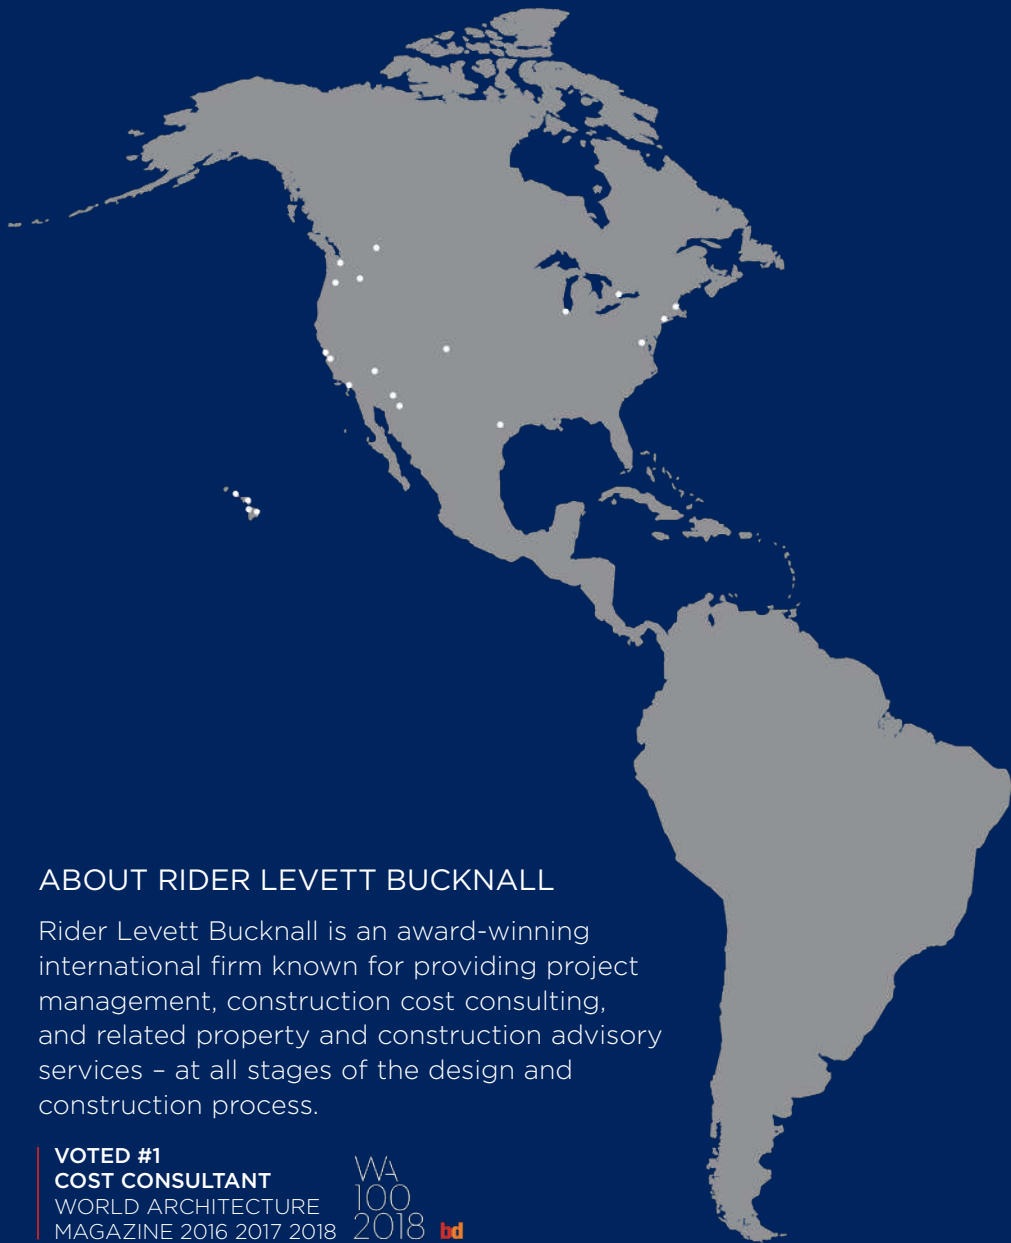 ABOUT RIDER LEVETT BUCKNALL
Rider Levett Bucknall is an award-winning
international firm known for providing project
management, construction cost consulting,
and related property and construction advisory
services – at all stages of the design and
construction process.
VOTED #1
COST CONSULTANT
WORLD ARCHITECTURE
MAGAZINE 2016 2017 2018
WA
100
2018 bd